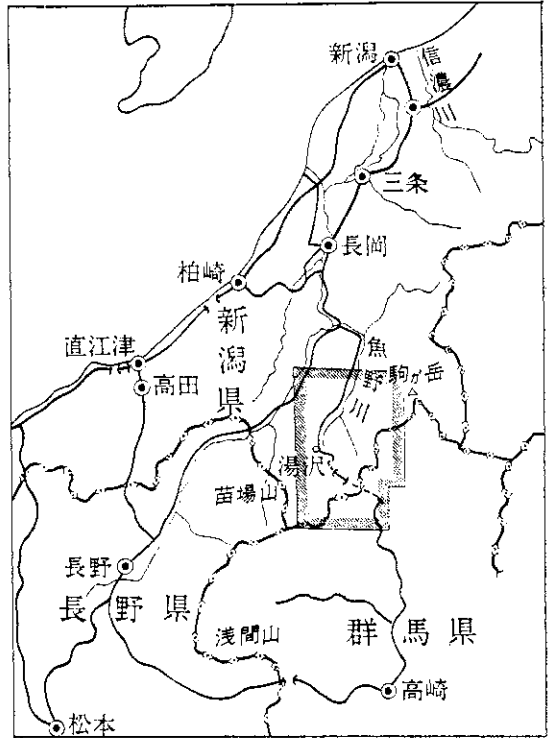 新潟
信濃川
三条
長岡
柏崎
新潟県
魚野川
駒が岳
直江津
高田
湯沢
苗場山
長野
長野県
浅間山
群馬県
高崎
松本